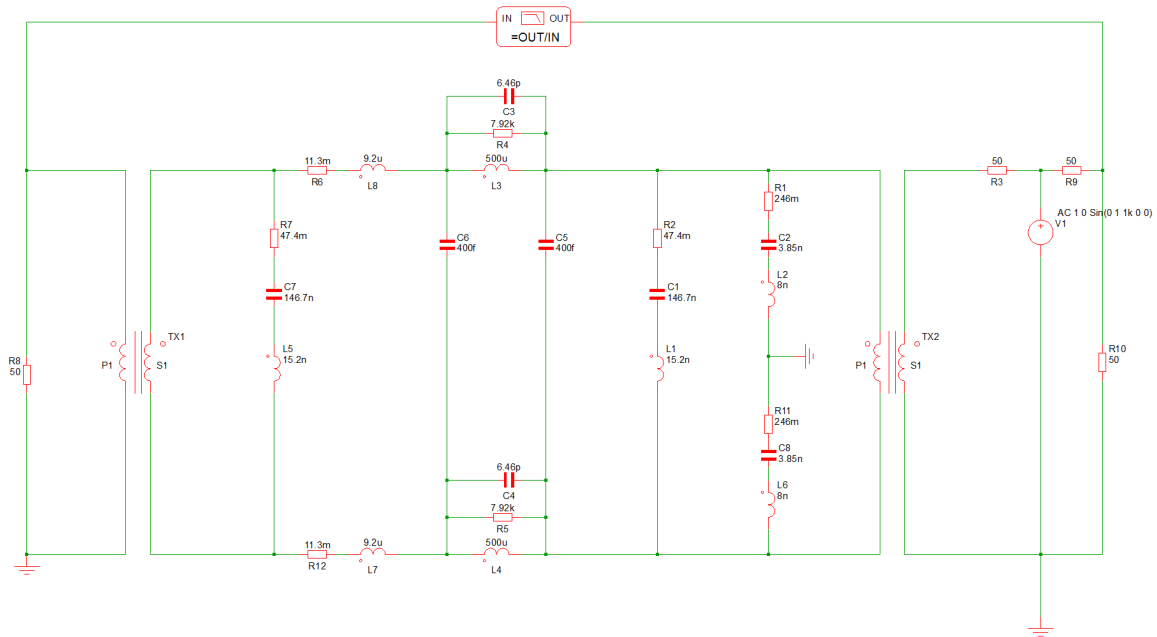 IN OUT
=OUT/IN
6.46p
C3
7.92k
R4
11.3m
R6
9.2u
L8
500u
L3
50
R3
50
R9
R1
246m
AC 1 0 Sin(0 1 1k 0 0)
V1
R7
47.4m
C6
400f
C5
400f
R2
47.4m
C2
3.85n
L2
8n
C7
146.7n
C1
146.7n
TX1
P1
S1
L5
15.2n
L1
15.2n
TX2
P1
S1
R8
50
R10
50
R11
246m
C8
3.85n
6.46p
C4
7.92k
R5
L6
8n
11.3m
R12
9.2u
L7
500u
L4